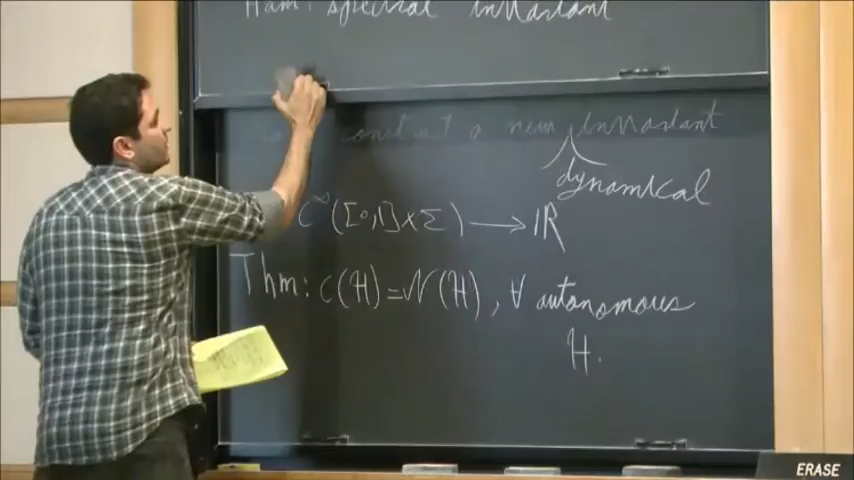 Ham: spectral invariant
construct a new invariant
dynamical
C^∞([0,1]×Σ) → ℝ
Thm: c(H) = N(H), ∀ autonomous
H.
ERASE